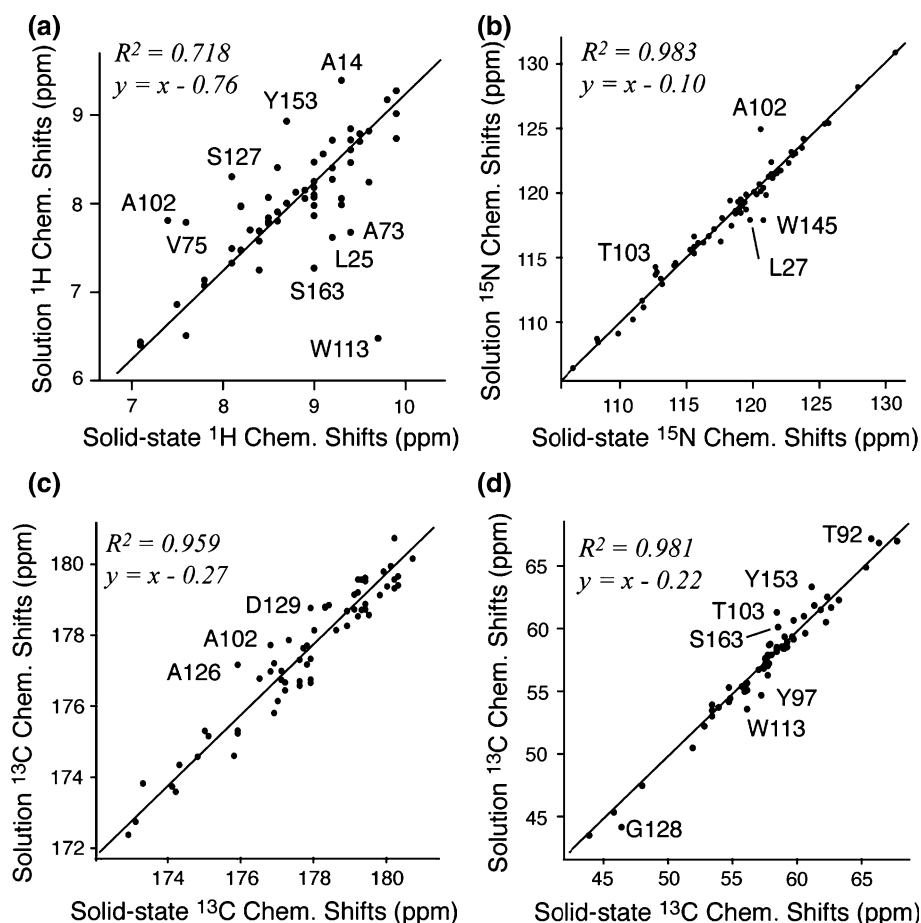 (a)
R² = 0.718
y = x - 0.76
A14
Y153
S127
A102
V75
A73
L25
S163
W113
9
8
7
6
7 8 9 10
Solution ¹H Chem. Shifts (ppm)
Solid-state ¹H Chem. Shifts (ppm)
(b)
R² = 0.983
y = x - 0.10
A102
W145
T103
L27
130
125
120
115
110
110 115 120 125 130
Solution ¹⁵N Chem. Shifts (ppm)
Solid-state ¹⁵N Chem. Shifts (ppm)
(c)
R² = 0.959
y = x - 0.27
D129
A102
A126
180
178
176
174
172
174 176 178 180
Solution ¹³C Chem. Shifts (ppm)
Solid-state ¹³C Chem. Shifts (ppm)
(d)
R² = 0.981
y = x - 0.22
T92
Y153
T103
S163
Y97
W113
G128
65
60
55
50
45
45 50 55 60 65
Solution ¹³C Chem. Shifts (ppm)
Solid-state ¹³C Chem. Shifts (ppm)